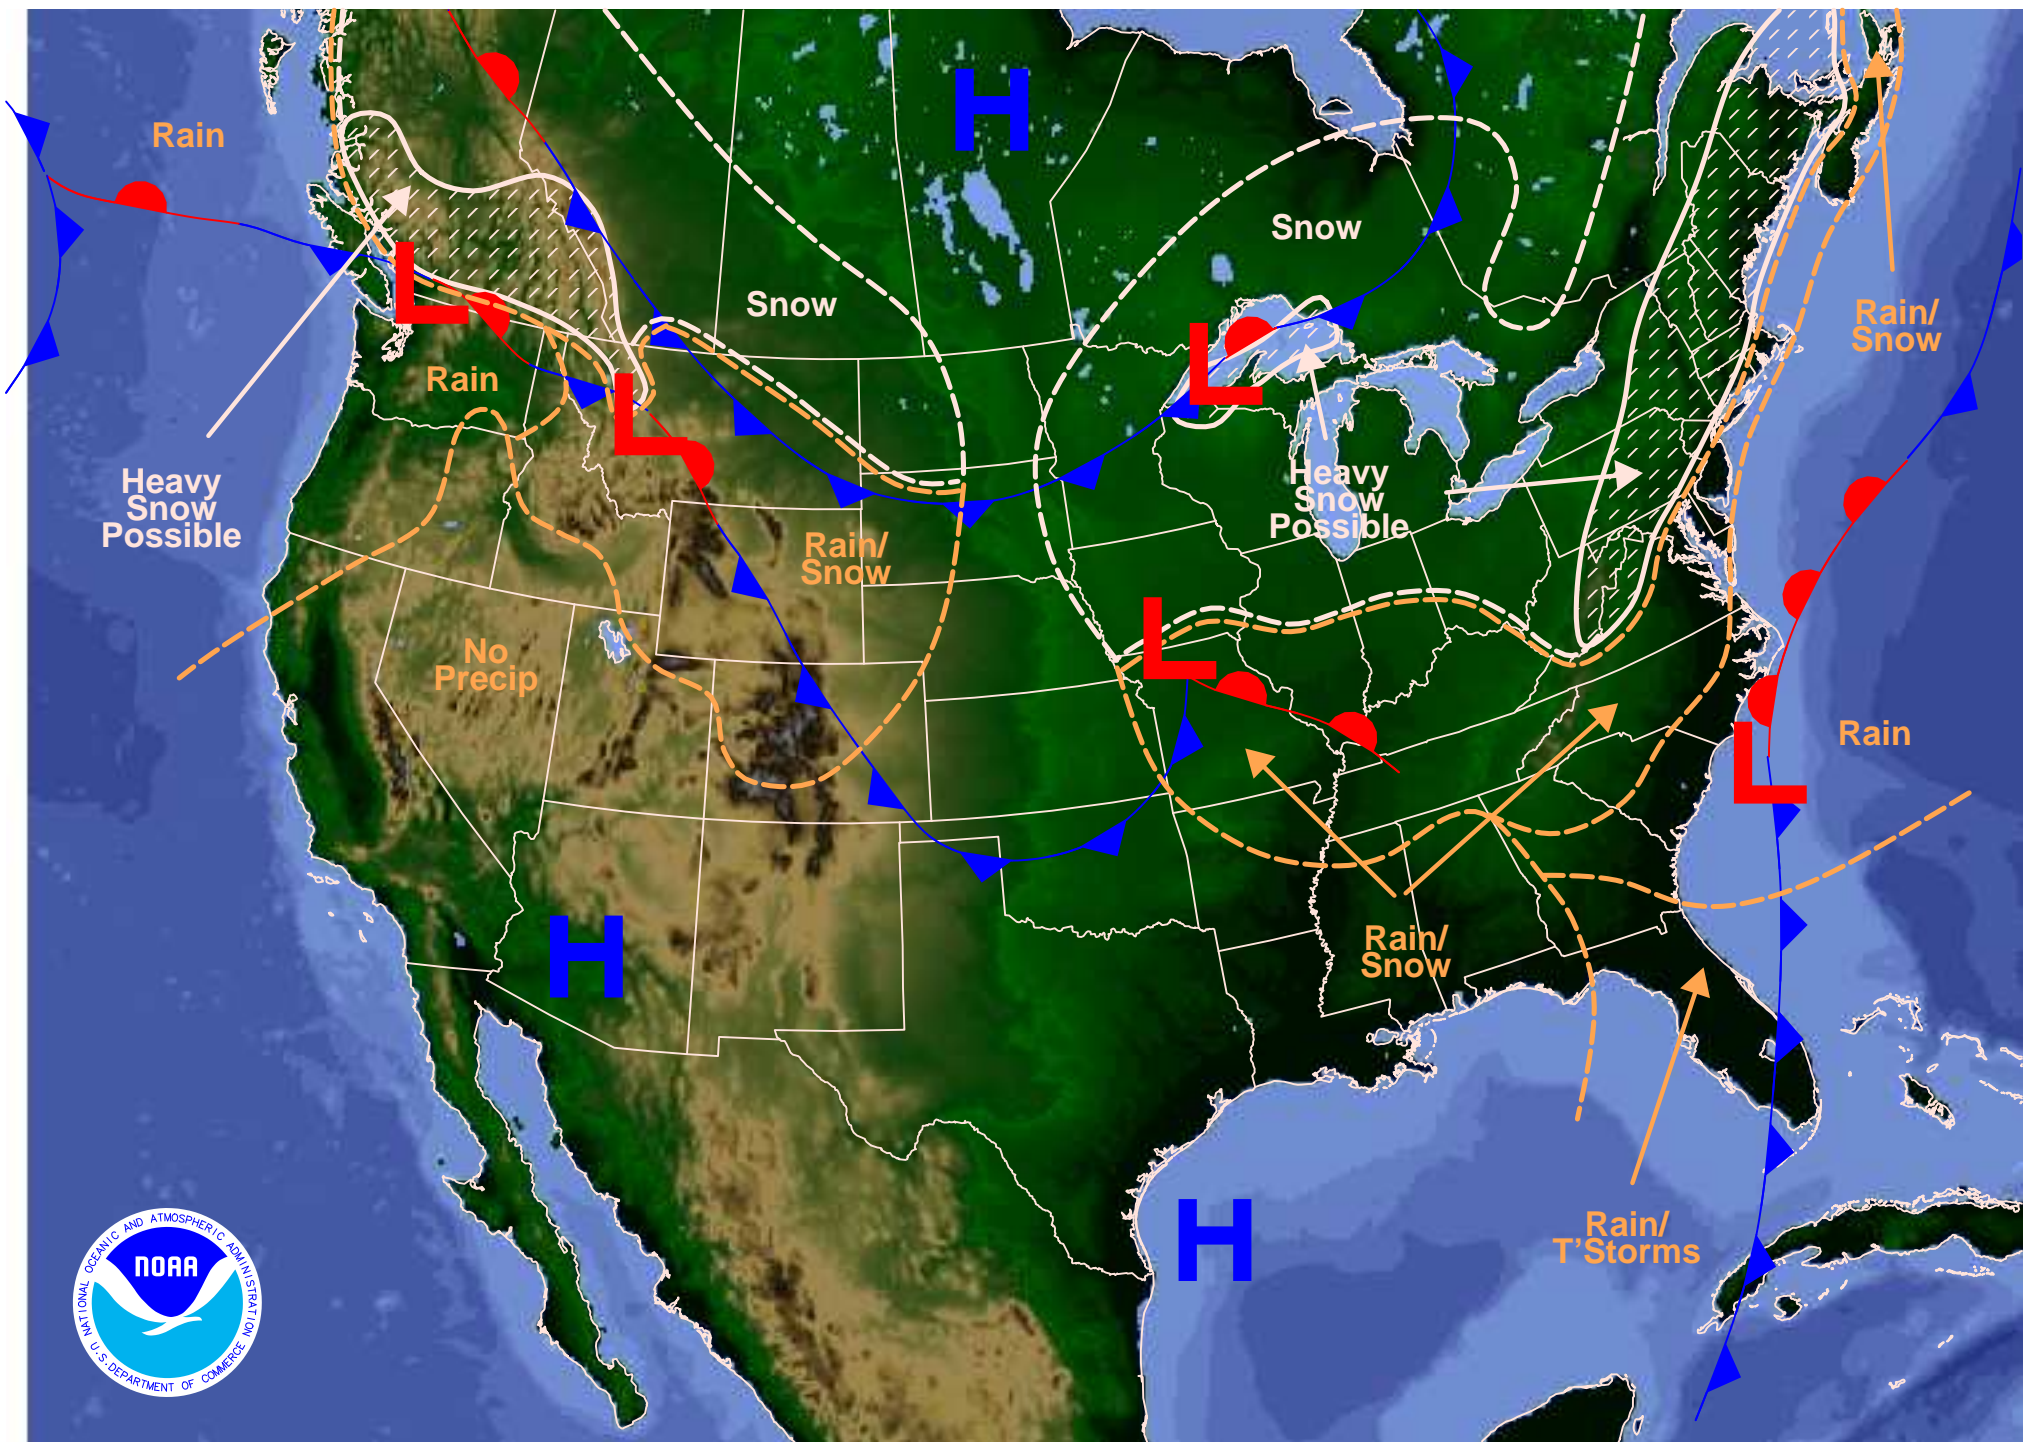 H
Rain
Snow
Snow
L
Rain/
Snow
L
Rain
L
Heavy
Snow
Possible
Heavy
Snow
Possible
Rain/
Snow
No
Precip
L
Rain
L
H
Rain/
Snow
H
Rain/
T'Storms
NATIONAL OCEANIC AND ATMOSPHERIC ADMINISTRATION
NOAA
U.S. DEPARTMENT OF COMMERCE
L